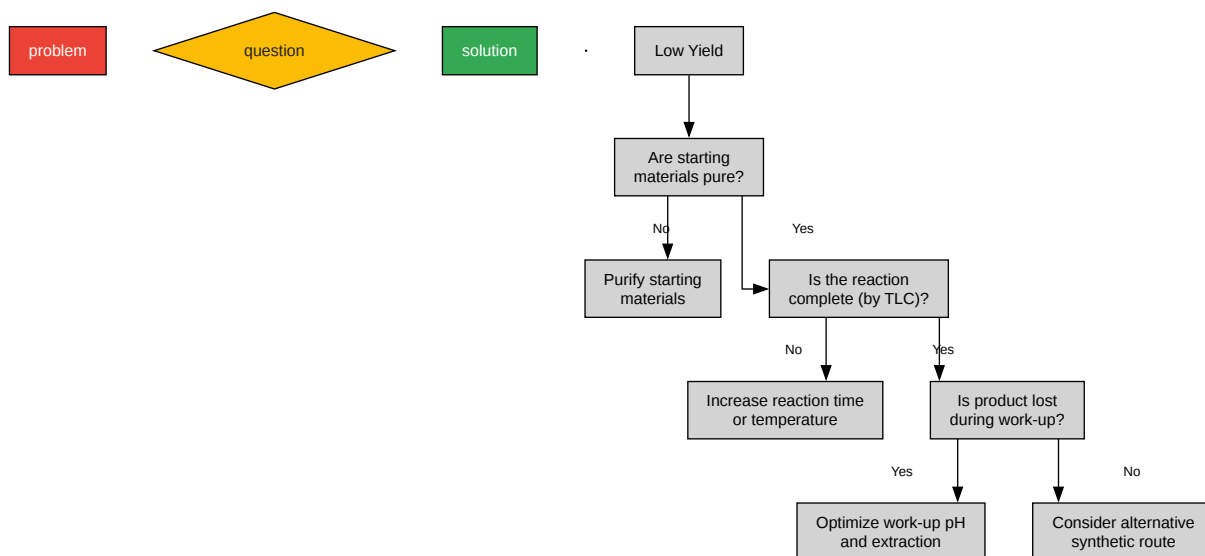 problem
question
solution
Low Yield
Are starting
materials pure?
No
Yes
Purify starting
materials
Is the reaction
complete (by TLC)?
No
Yes
Increase reaction time
or temperature
Is product lost
during work-up?
Yes
No
Optimize work-up pH
and extraction
Consider alternative
synthetic route